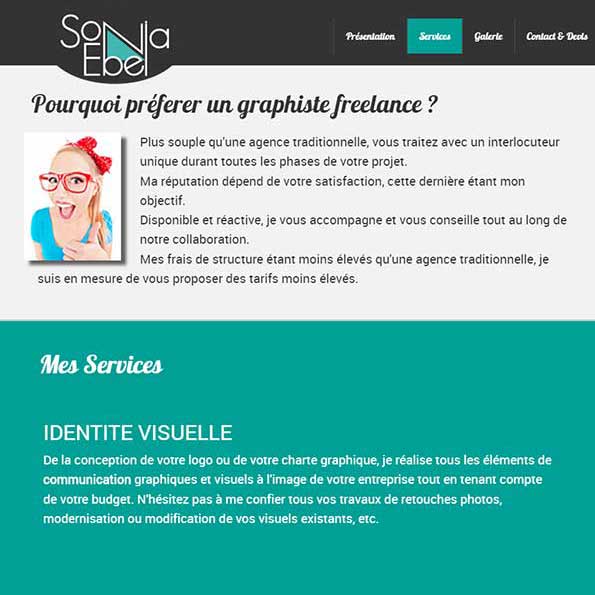 SoNia
Ebel
Présentation
Services
Galerie
Contact & Devis
Pourquoi préferer un graphiste freelance ?
Plus souple qu'une agence traditionnelle, vous traitez avec un interlocuteur
unique durant toutes les phases de votre projet.
Ma réputation dépend de votre satisfaction, cette dernière étant mon
objectif.
Disponible et réactive, je vous accompagne et vous conseille tout au long de
notre collaboration.
Mes frais de structure étant moins élevés qu'une agence traditionnelle, je
suis en mesure de vous proposer des tarifs moins élevés.
Mes Services
IDENTITE VISUELLE
De la conception de votre logo ou de votre charte graphique, je réalise tous les éléments de
communication graphiques et visuels à l'image de votre entreprise tout en tenant compte
de votre budget. N'hésitez pas à me confier tous vos travaux de retouches photos,
modernisation ou modification de vos visuels existants, etc.